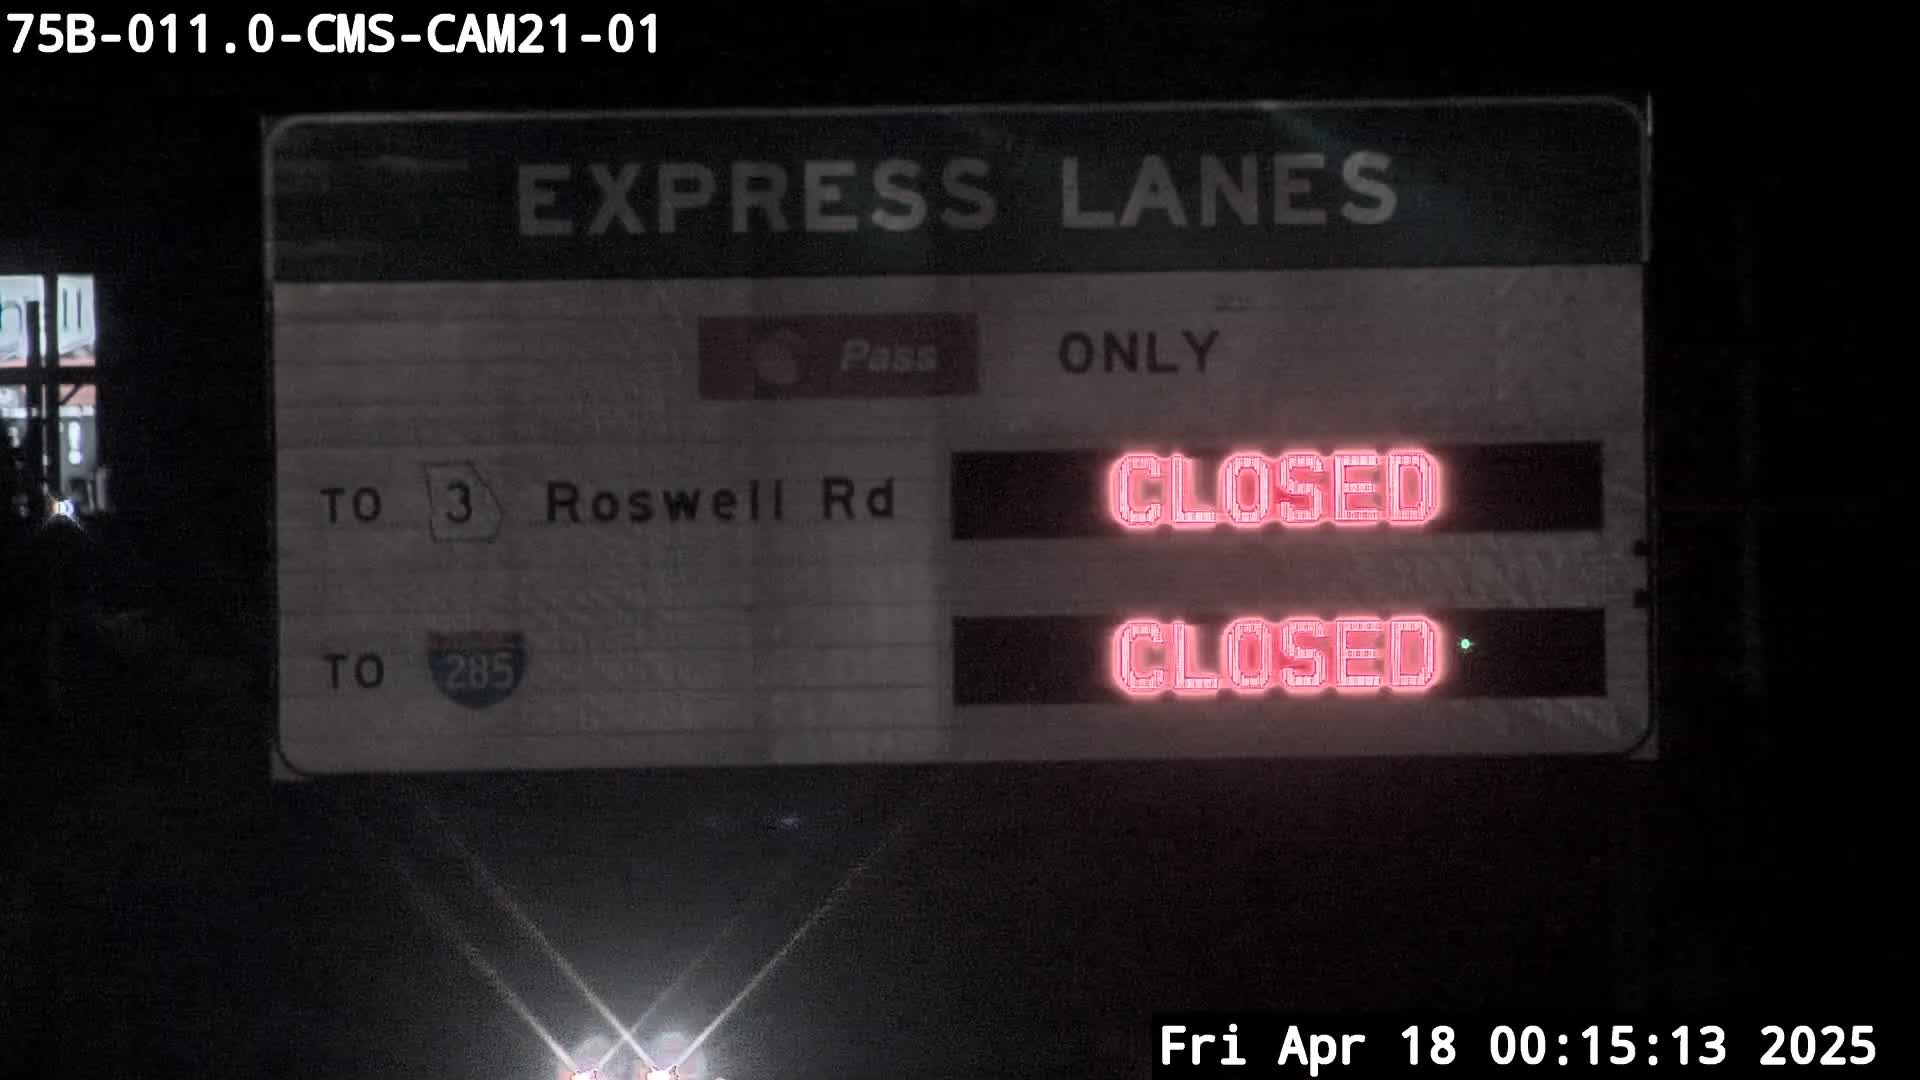 75B-011.0-CMS-CAM21-01
EXPRESS LANES
Pass ONLY
TO 3 Roswell Rd CLOSED
TO 285 CLOSED
Fri Apr 18 00:15:13 2025